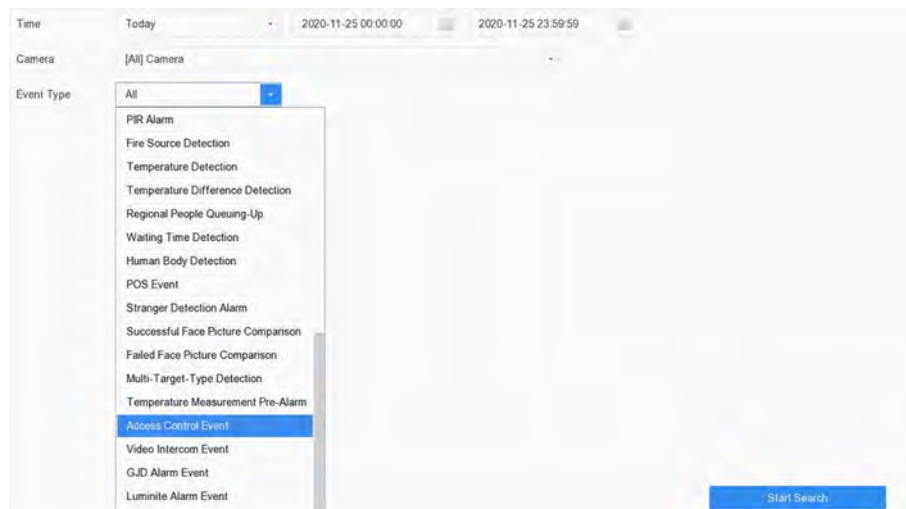 Time Today 2020-11-25 00:00:00 2020-11-25 23:59:59
Camera [All] Camera
Event Type All
PIR Alarm
Fire Source Detection
Temperature Detection
Temperature Difference Detection
Regional People Queuing-Up
Waiting Time Detection
Human Body Detection
POS Event
Stranger Detection Alarm
Successful Face Picture Comparison
Failed Face Picture Comparison
Multi-Target-Type Detection
Temperature Measurement Pre-Alarm
Access Control Event
Video Intercom Event
GJD Alarm Event
Luminite Alarm Event
Start Search